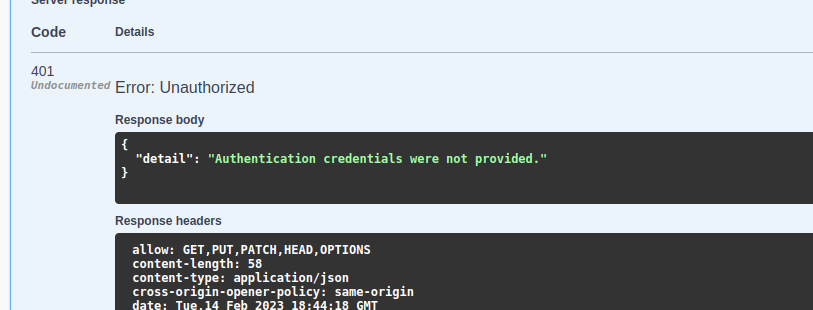 Server response
Code Details
401
Undocumented Error: Unauthorized
Response body
{
"detail": "Authentication credentials were not provided."
}
Response headers
allow: GET,PUT,PATCH,HEAD,OPTIONS
content-length: 58
content-type: application/json
cross-origin-opener-policy: same-origin
date: Tue,14 Feb 2023 18:44:18 GMT